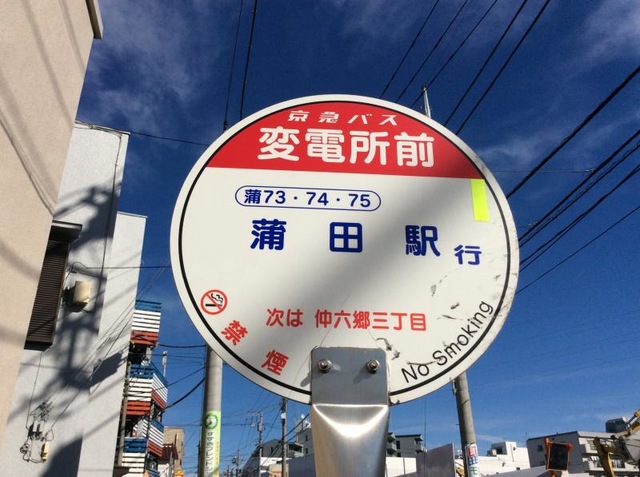 京急バス
変電所前
蒲73・74・75
蒲田駅行
次は 仲六郷三丁目
禁煙
No Smoking